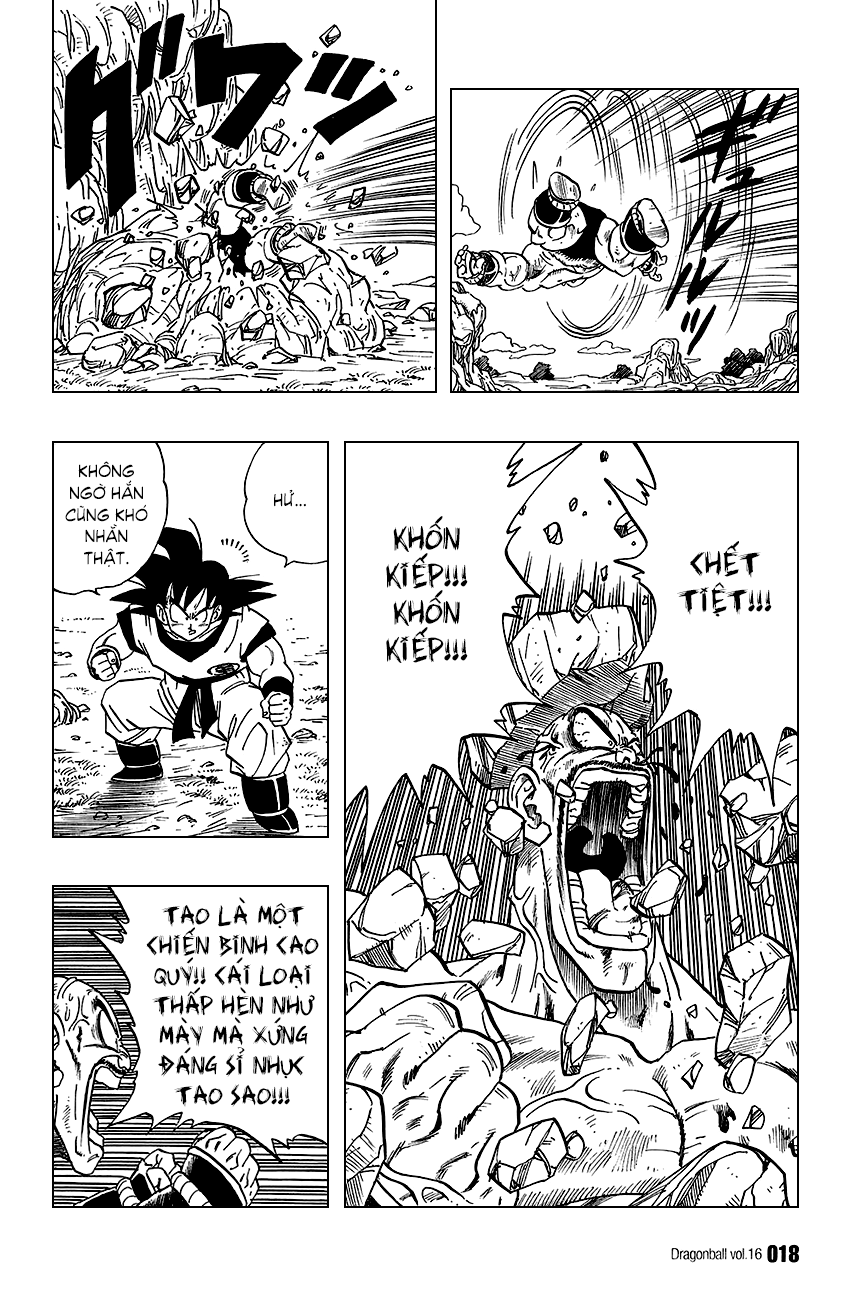 ギュルルルッ
グワッ
CHẾT
TIỆT!!!
KHỐN
KIẾP!!!
KHỐN
KIẾP!!!
HỪ...
KHÔNG
NGỜ HẮN
CŨNG KHÓ
NHẰN
THẬT.
TAO LÀ MỘT
CHIẾN BINH CAO
QUÝ!! CÁI LOẠI
THẤP HÈN NHƯ
MÀY MÀ XỨNG
ĐÁNG SỈ NHỤK
TAO SAO!!!
Dragonball vol.16 018